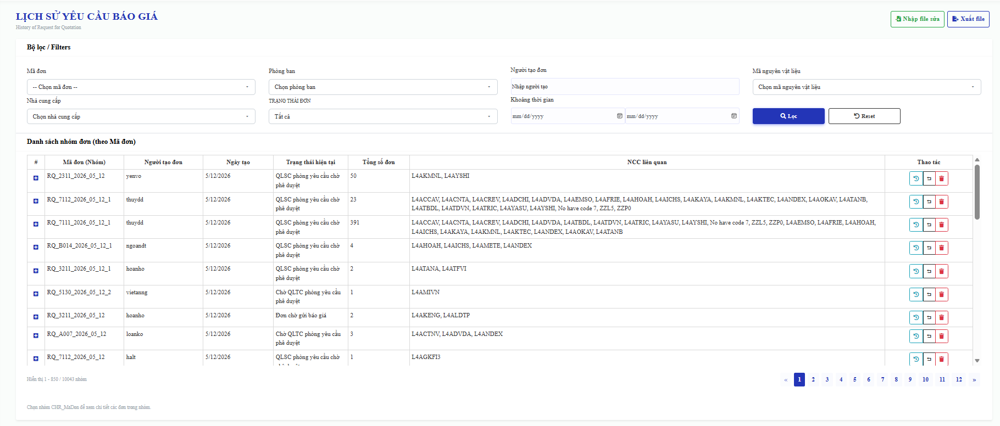 LỊCH SỬ YÊU CẦU BÁO GIÁ
History of Request for Quotation
Nhập file sửa
Xuất file
Bộ lọc / Filters
Mã đơn
Phòng ban
Người tạo đơn
Mã nguyên vật liệu
-- Chọn mã đơn --
Chọn phòng ban
Nhập người tạo
Chọn mã nguyên vật liệu
Nhà cung cấp
TRẠNG THÁI ĐƠN
Khoảng thời gian
Chọn nhà cung cấp
Tất cả
mm/dd/yyyy
mm/dd/yyyy
Lọc
Reset
Danh sách nhóm đơn (theo Mã đơn)
# Mã đơn (Nhóm) Người tạo đơn Ngày tạo Trạng thái hiện tại Tổng số đơn NCC liên quan Thao tác
RQ_2311_2026_05_12 yenvo 5/12/2026 QLSC phòng yêu cầu chờ 50 L4AKMNL, L4AYSHI
phê duyệt
RQ_7112_2026_05_12_1 thuydd 5/12/2026 QLSC phòng yêu cầu chờ 23 L4ACCAV, L4ACNTA, L4ACREV, L4ADCHI, L4ADVDA, L4AEMSO, L4AFRIE, L4AHOAH, L4AICHS, L4AKAYA, L4AKMNL, L4AKTEC, L4ANDEX, L4AOKAV, L4ATANB,
phê duyệt L4ATBDL, L4ATDVN, L4ATRIC, L4AYASU, L4AYSHI, No have code 7, ZZL5, ZZP0
RQ_7111_2026_05_12_1 thuydd 5/12/2026 QLSC phòng yêu cầu chờ 391 L4ACCAV, L4ACNTA, L4ACREV, L4ADCHI, L4ADVDA, L4ATBDL, L4ATDVN, L4ATRIC, L4AYASU, L4AYSHI, No have code 7, ZZL5, ZZP0, L4AEMSO, L4AFRIE, L4AHOAH,
phê duyệt L4AICHS, L4AKAYA, L4AKMNL, L4AKTEC, L4ANDEX, L4AOKAV, L4ATANB
RQ_B014_2026_05_12_1 ngoandt 5/12/2026 QLSC phòng yêu cầu chờ 4 L4AHOAH, L4AICHS, L4AMETE, L4ANDEX
phê duyệt
RQ_3211_2026_05_12_1 hoanho 5/12/2026 QLSC phòng yêu cầu chờ 2 L4ATANA, L4ATFVI
phê duyệt
RQ_5130_2026_05_12_2 vietanng 5/12/2026 Chờ QLTC phòng yêu cầu 1 L4AMIVN
phê duyệt
RQ_3211_2026_05_12 hoanho 5/12/2026 Đơn chờ gửi báo giá 2 L4AKENG, L4ALDTP
RQ_A007_2026_05_12 loanko 5/12/2026 Chờ QLTC phòng yêu cầu 3 L4ACTNV, L4ADVDA, L4ANDEX
phê duyệt
RQ_7112_2026_05_12 halt 5/12/2026 QLSC phòng yêu cầu chờ 1 L4AGKFI3
Hiển thị 1 - 850 / 10043 nhóm
« 1 2 3 4 5 6 7 8 9 10 11 12 »
Chọn nhóm CHR_MaDon để xem chi tiết các đơn trong nhóm.